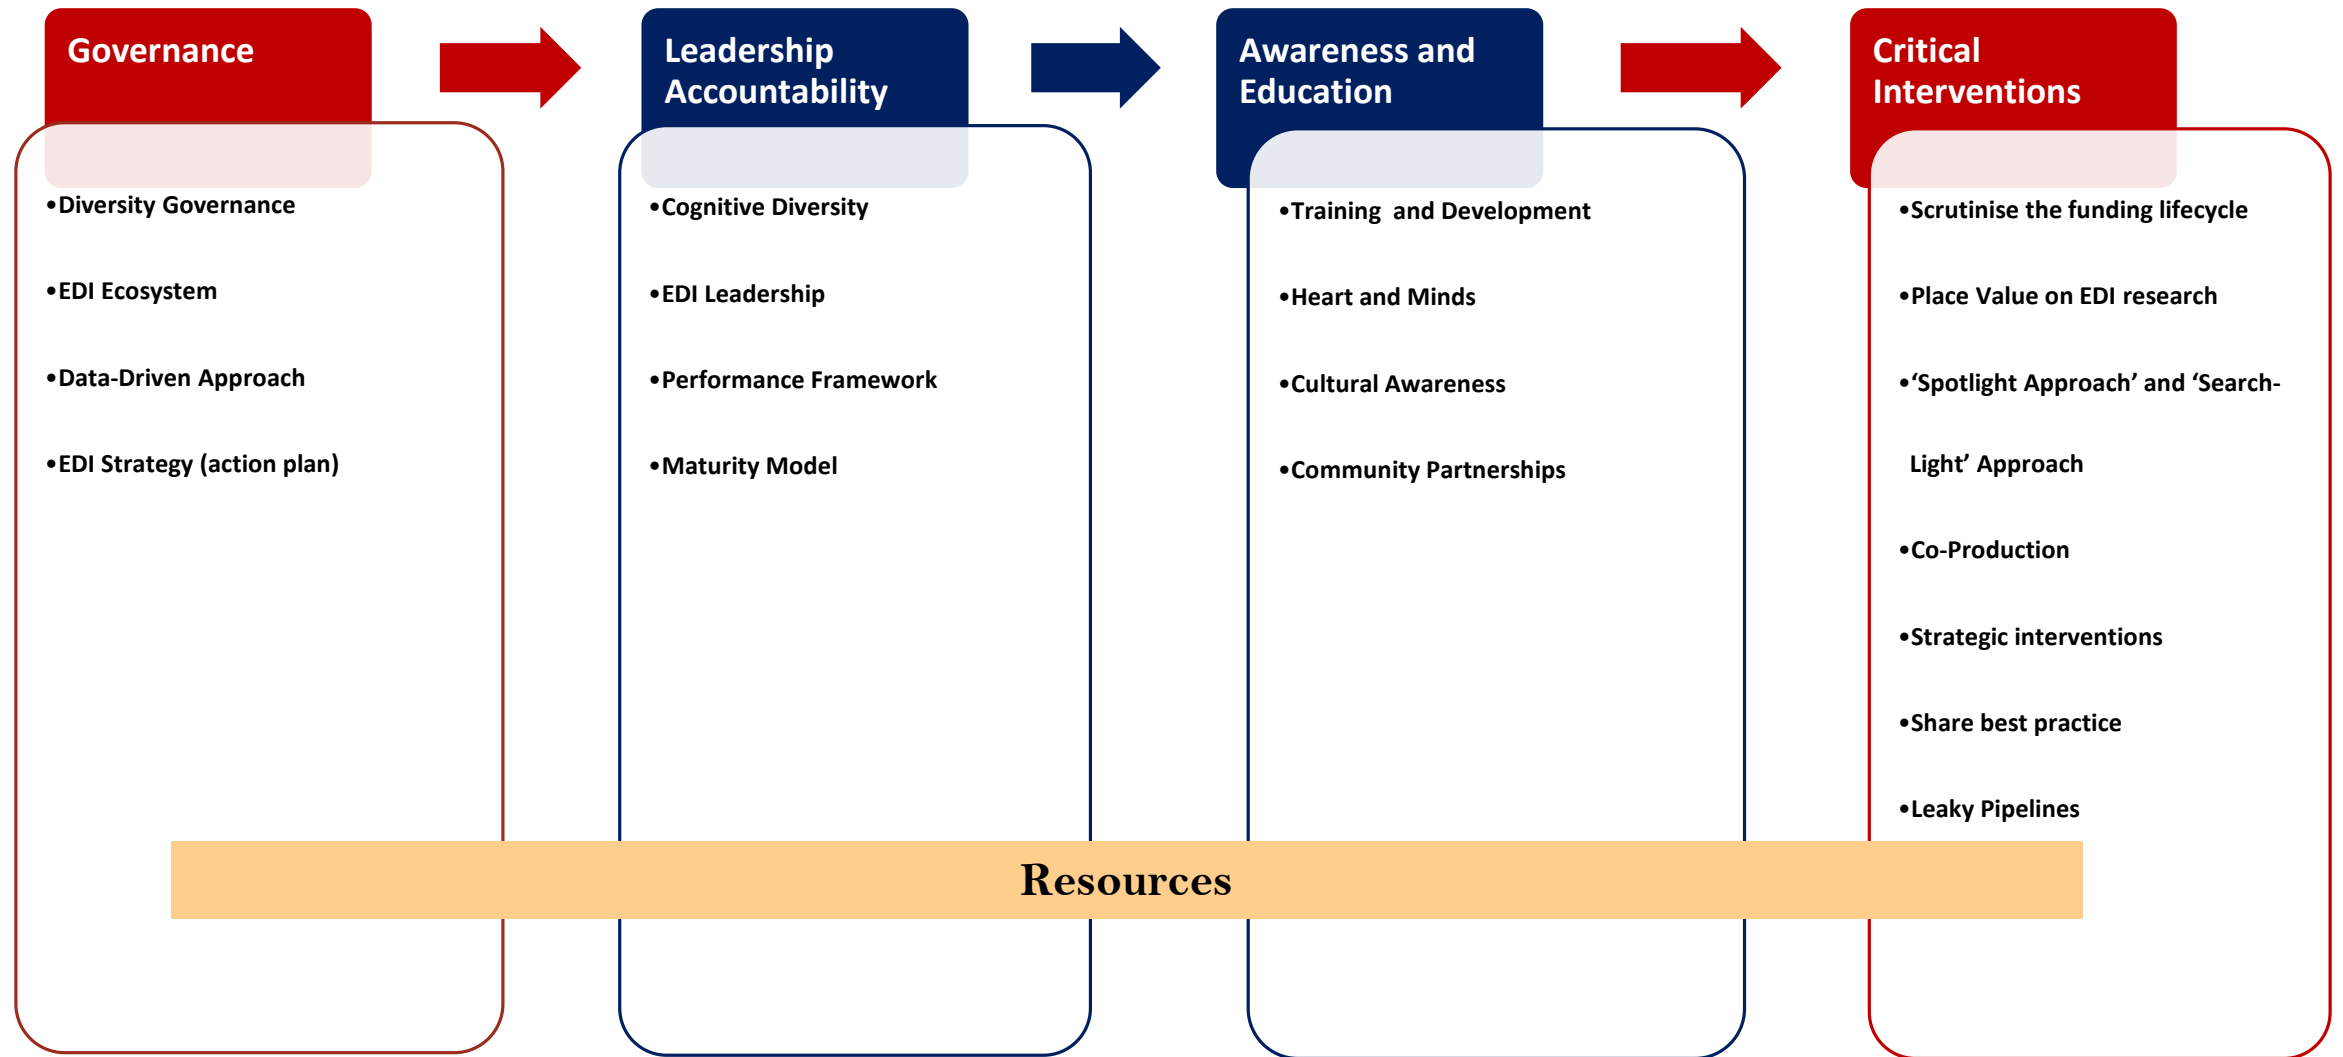 Governance
•Diversity Governance
•EDI Ecosystem
•Data-Driven Approach
•EDI Strategy (action plan)
Leadership
Accountability
•Cognitive Diversity
•EDI Leadership
•Performance Framework
•Maturity Model
Awareness and
Education
•Training  and Development
•Heart and Minds
•Cultural Awareness
•Community Partnerships
Critical
Interventions
•Scrutinise the funding lifecycle
•Place Value on EDI research
•‘Spotlight Approach’ and ‘Search-
Light’ Approach
•Co-Production
•Strategic interventions
•Share best practice
•Leaky Pipelines
Resources